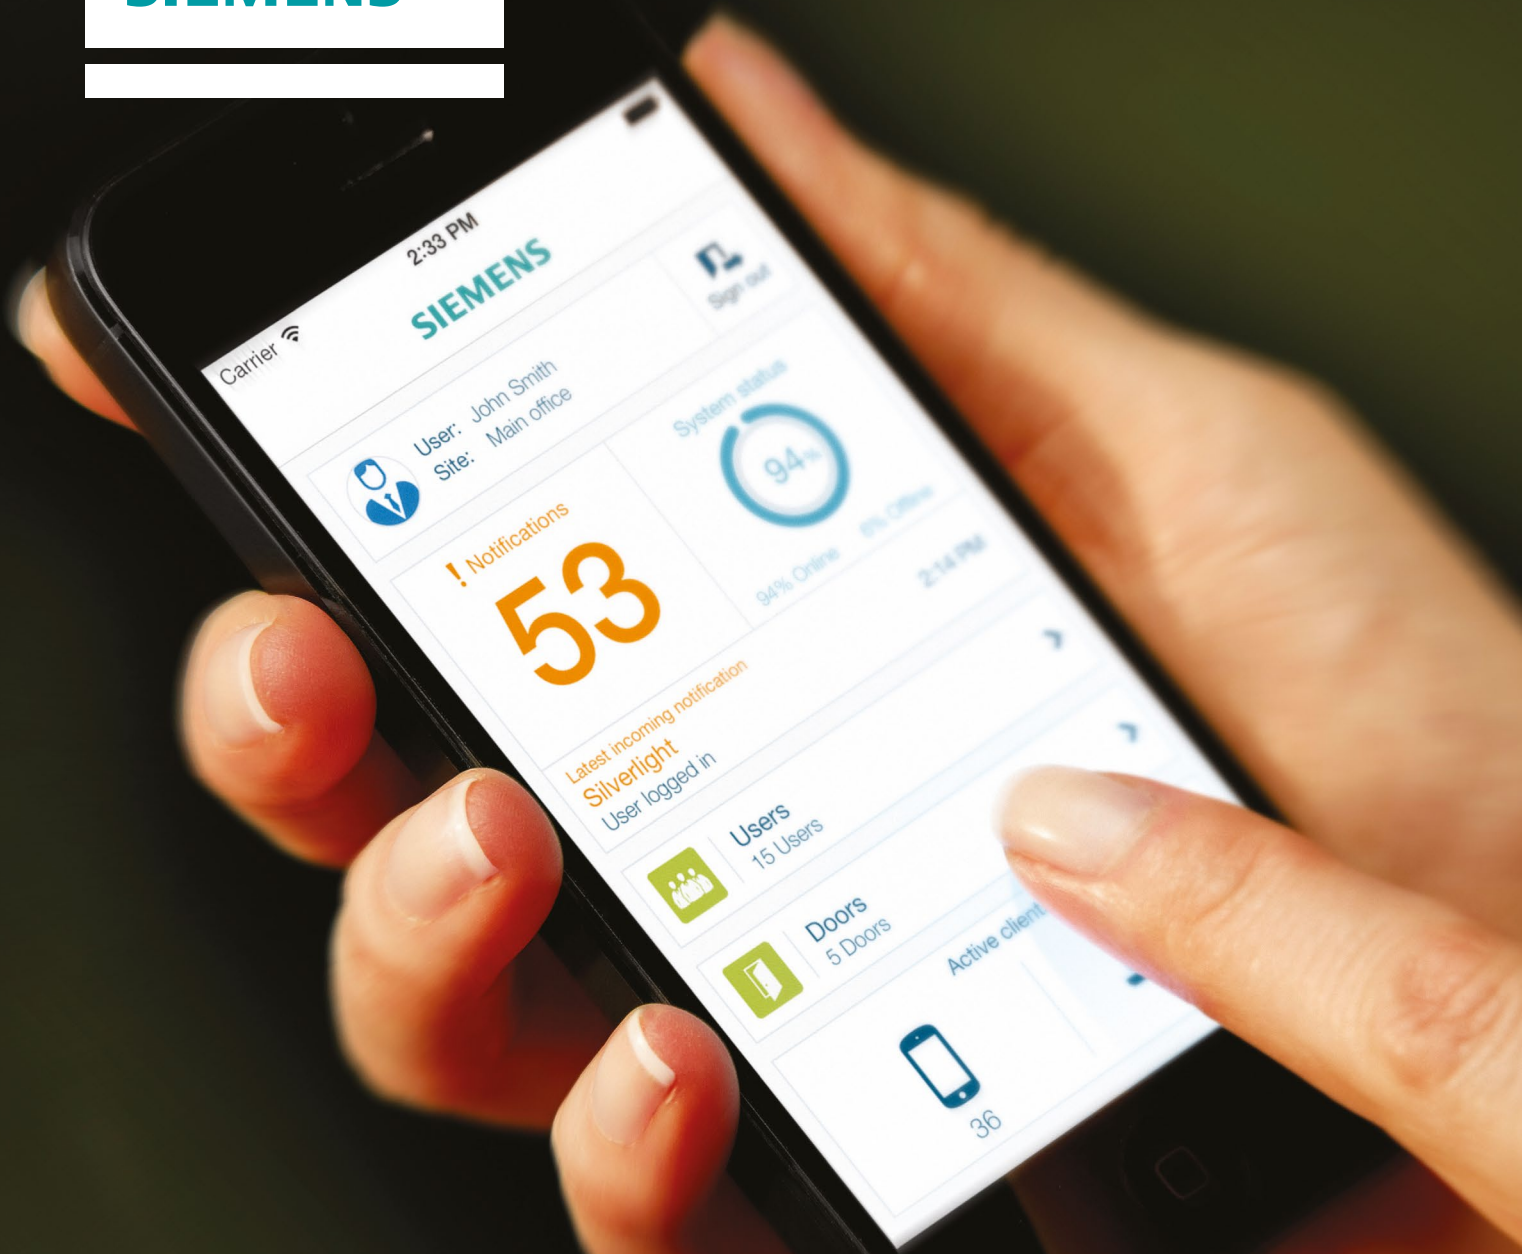 SIEMENS
2:33 PM
Carrier
SIEMENS
Sign out
User: John Smith
Site: Main office
! Notifications
53
System status
94%
94% Online
6% Offline
Latest incoming notification
2:14 PM
Silverlight
User logged in
Users
15 Users
Doors
5 Doors
Active client
36